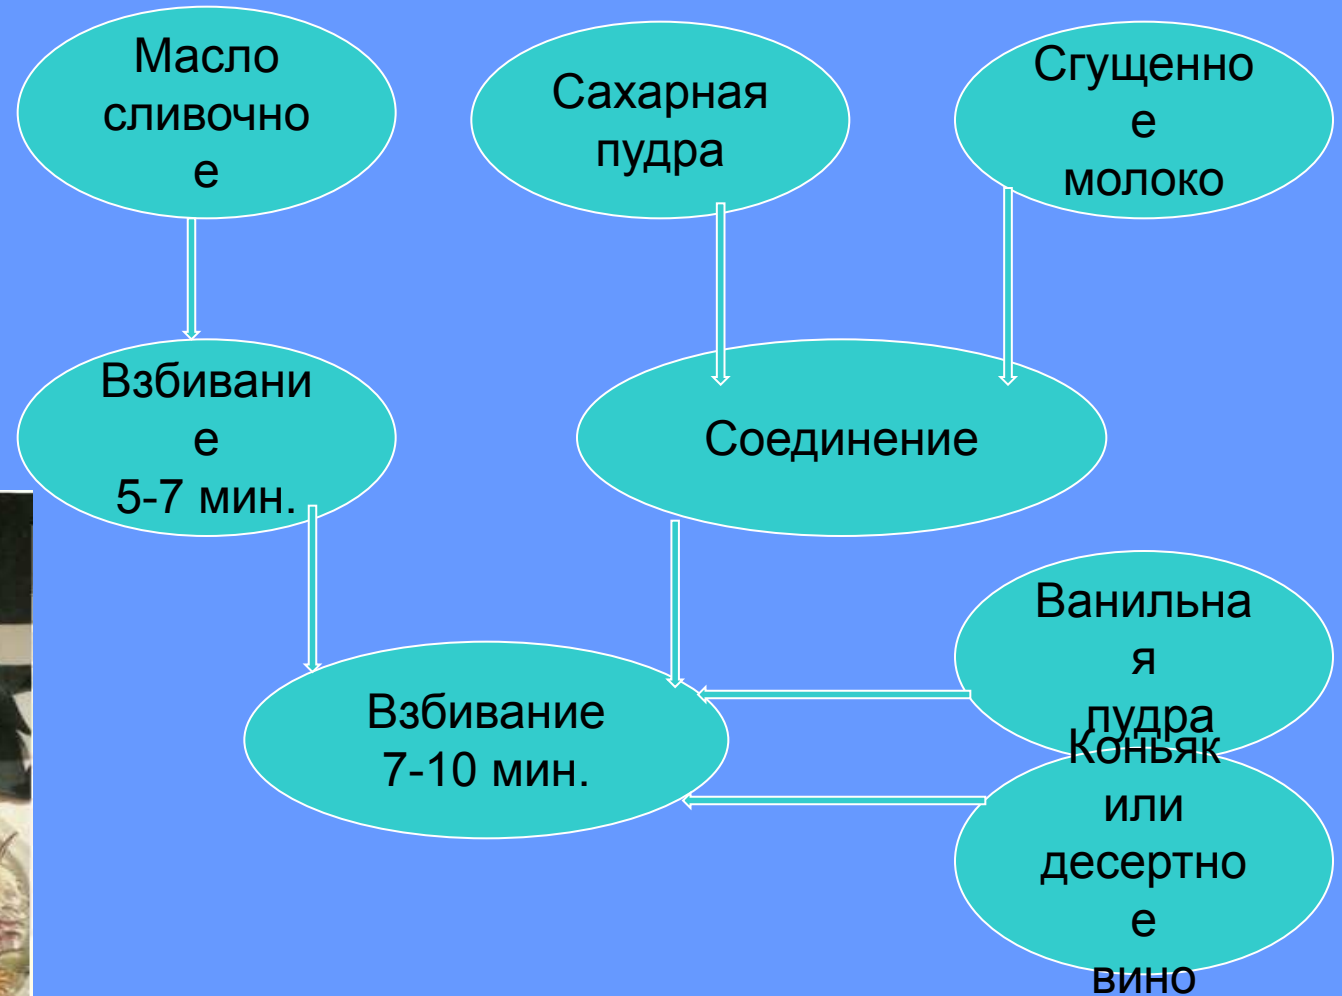 Масло
сливочно
е
Сахарная
пудра
Сгущенно
е
молоко
Взбивани
е
5-7 мин.
Соединение
Взбивание
7-10 мин.
Ванильна
я
пудра
Коньяк
или
десертно
е
вино